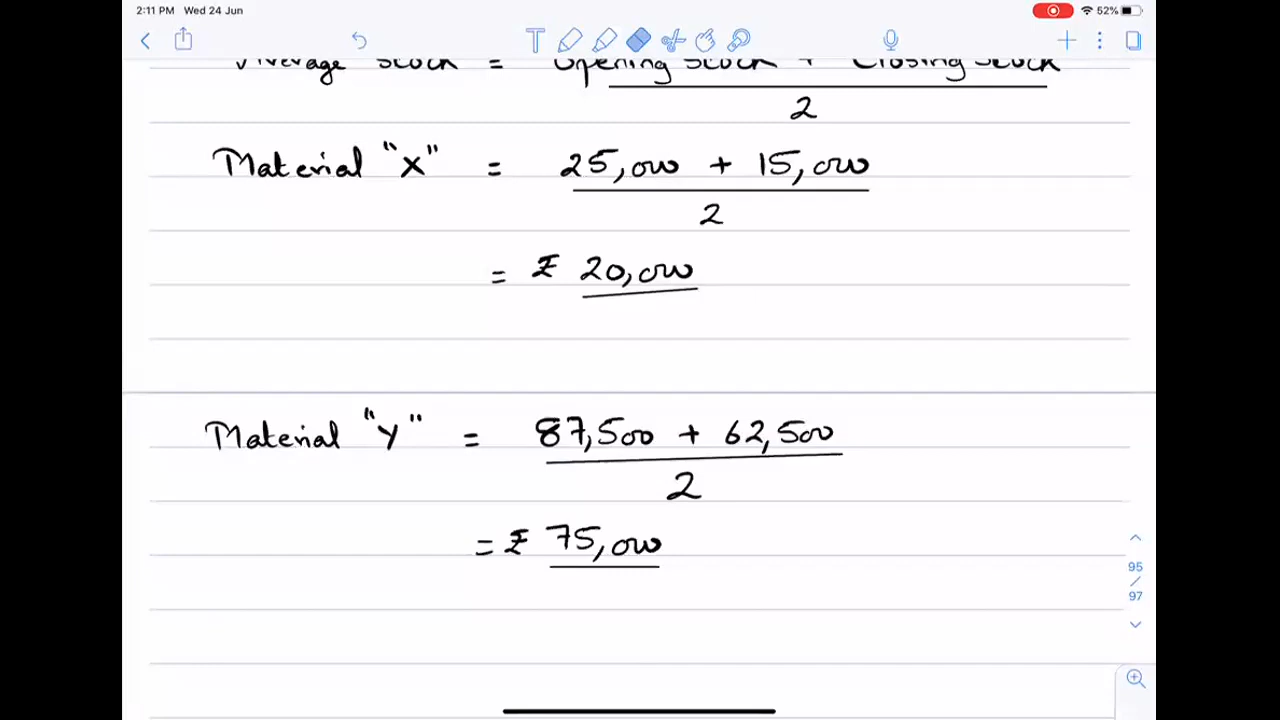 2:11 PM Wed 24 Jun 52%
Average Stock = Opening Stock + Closing Stock
2
Material "X" = 25,000 + 15,000
2
= ₹ 20,000
Material "Y" = 87,500 + 62,500
2
= ₹ 75,000
95
/
97